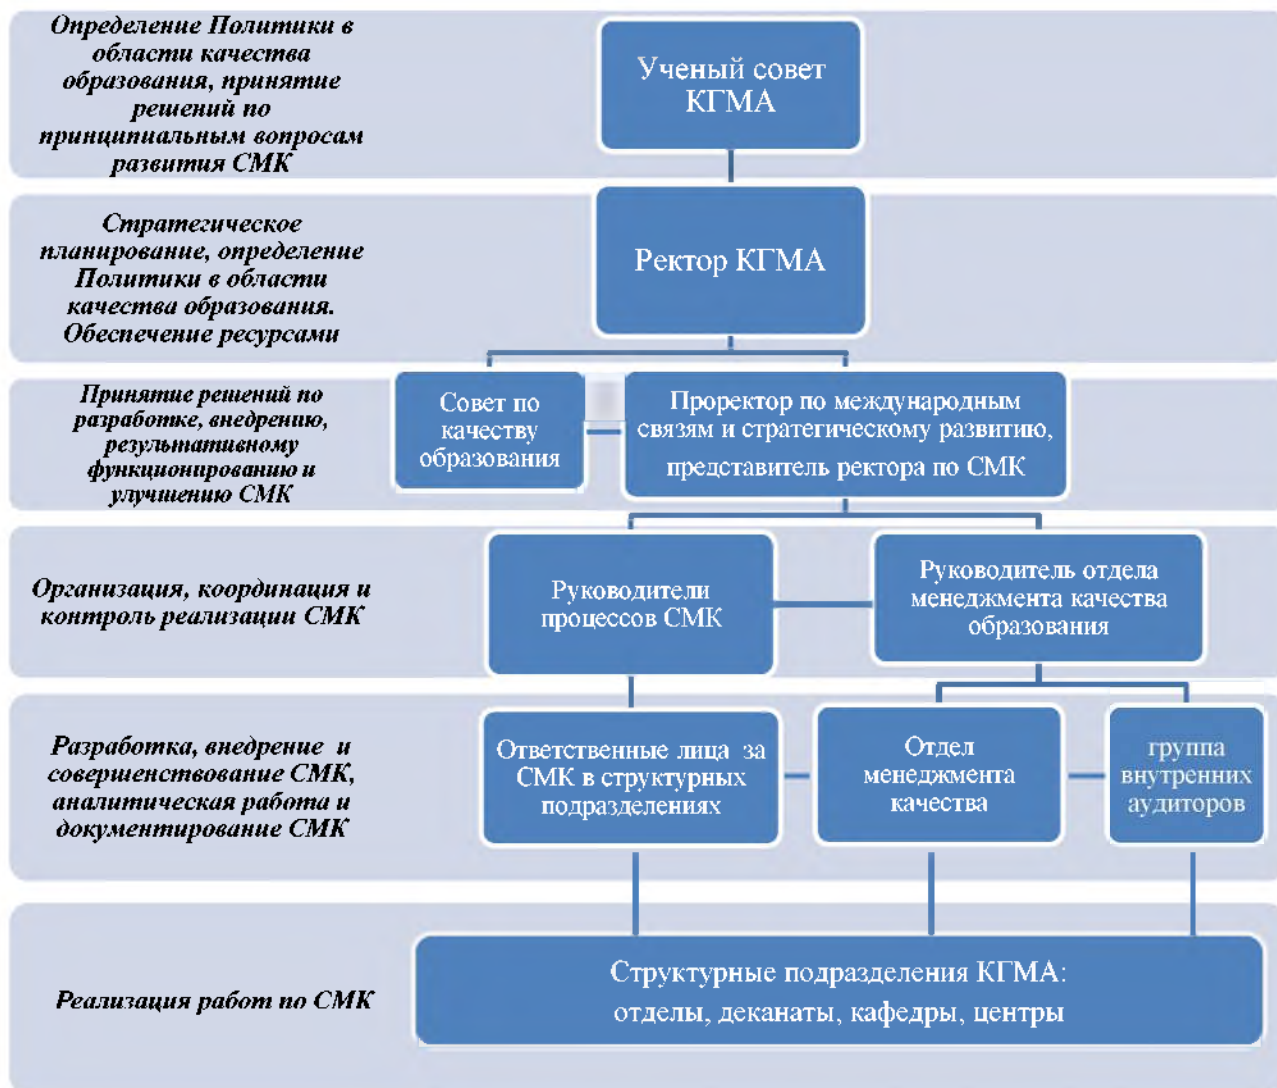 Определение Политики в
области качества
образования, принятие
решений по
принципиальным вопросам
развития СМК
Ученый совет
КГМА
Стратегическое
планирование, определение
Политики в области
качества образования.
Обеспечение ресурсами
Ректор КГМА
Принятие решений по
разработке, внедрению,
результативному
функционированию и
улучшению СМК
Совет по
качеству
образования
Проректор по международным
связям и стратегическому развитию,
представитель ректора по СМК
Организация, координация и
контроль реализации СМК
Руководители
процессов СМК
Руководитель отдела
менеджмента качества
образования
Разработка, внедрение и
совершенствование СМК,
аналитическая работа и
документирование СМК
Ответственные лица за
СМК в структурных
подразделениях
Отдел
менеджмента
качества
группа
внутренних
аудиторов
Реализация работ по СМК
Структурные подразделения КГМА:
отделы, деканаты, кафедры, центры